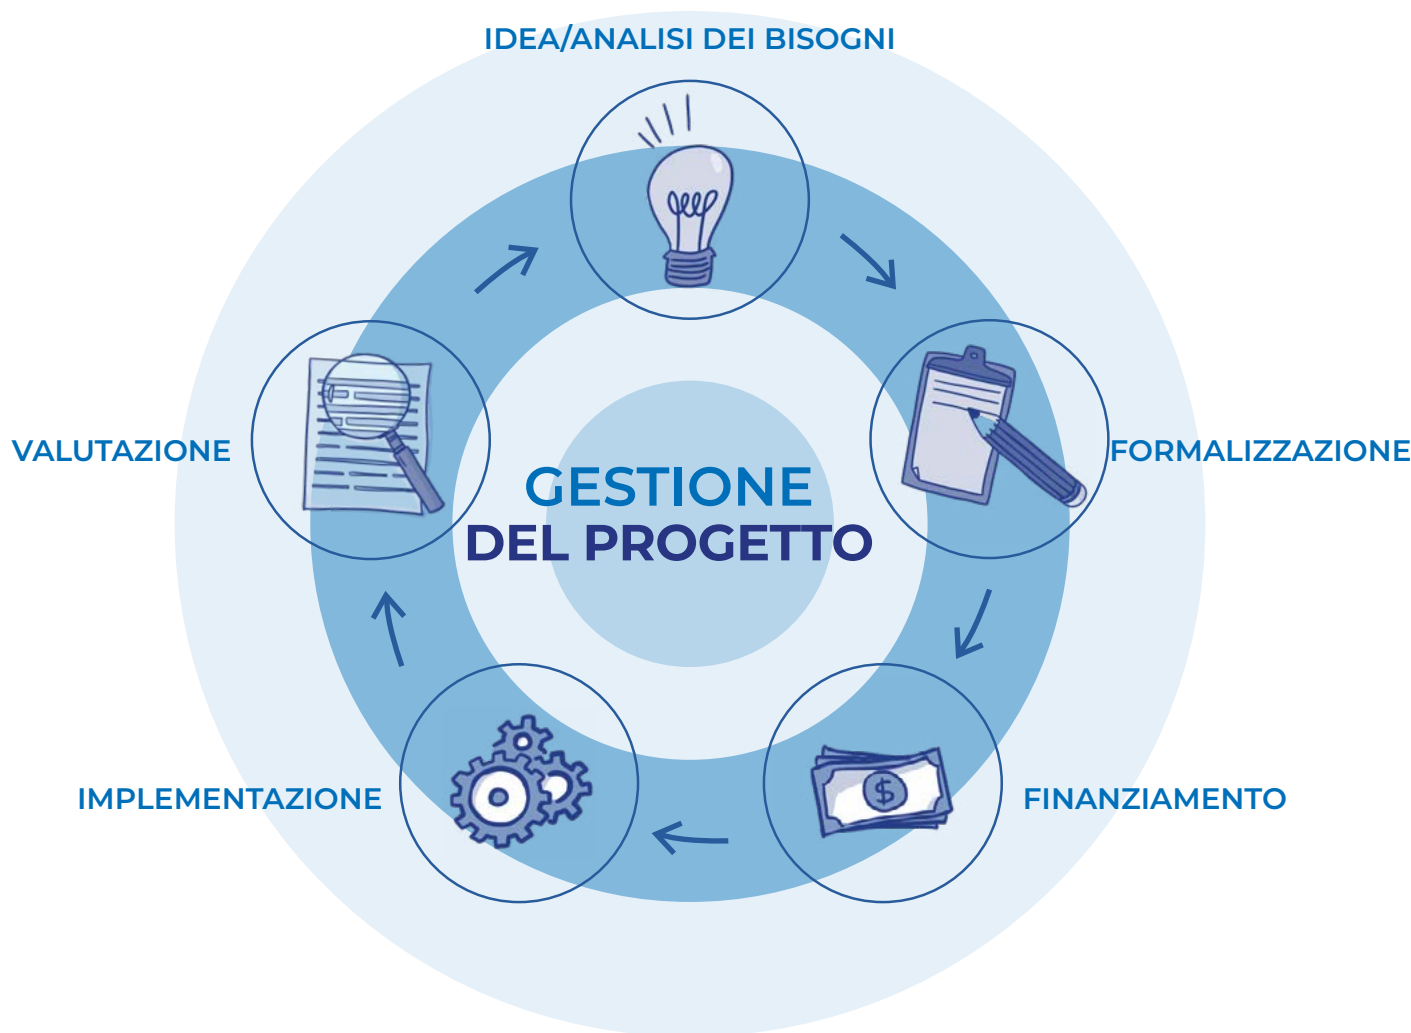 IDEA/ANALISI DEI BISOGNI
FORMALIZZAZIONE
FINANZIAMENTO
IMPLEMENTAZIONE
VALUTAZIONE
GESTIONE
DEL PROGETTO
$